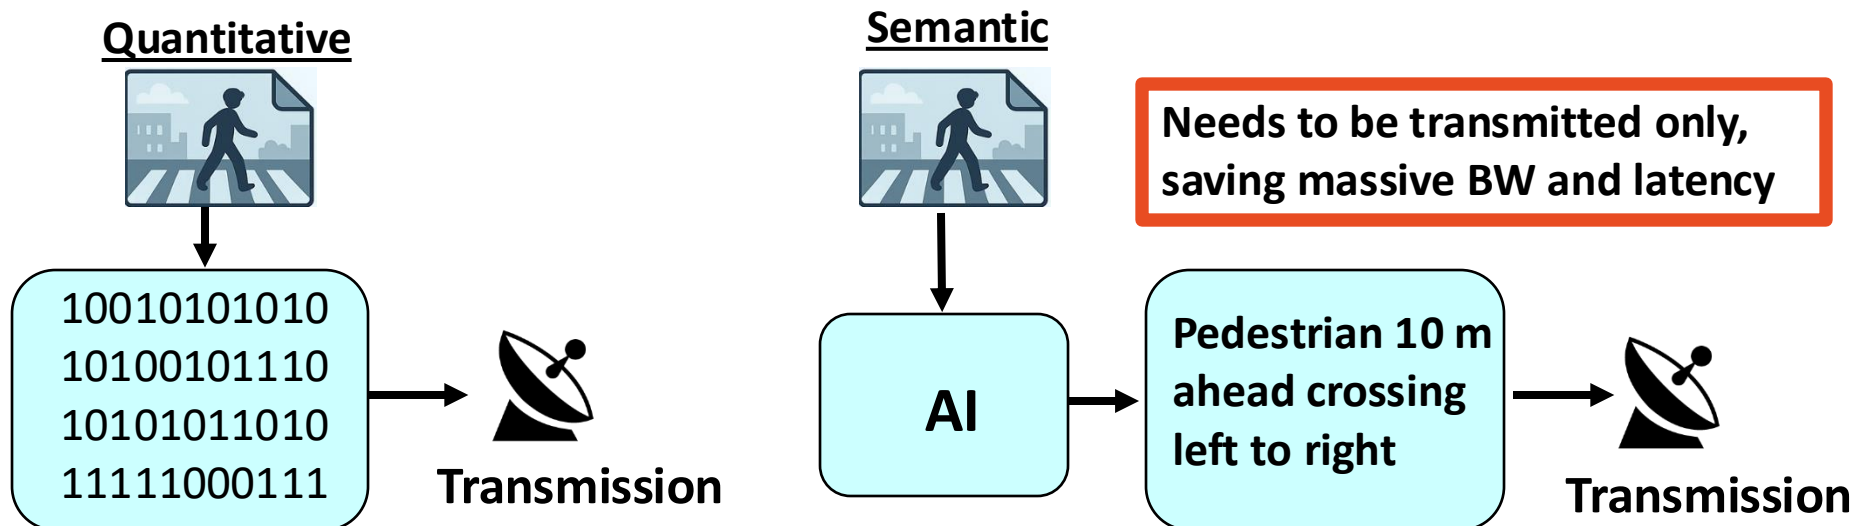 Quantitative
10010101010
10100101110
10101011010
11111000111
Transmission
Semantic
Needs to be transmitted only,
saving massive BW and latency
AI
Pedestrian 10 m
ahead crossing
left to right
Transmission